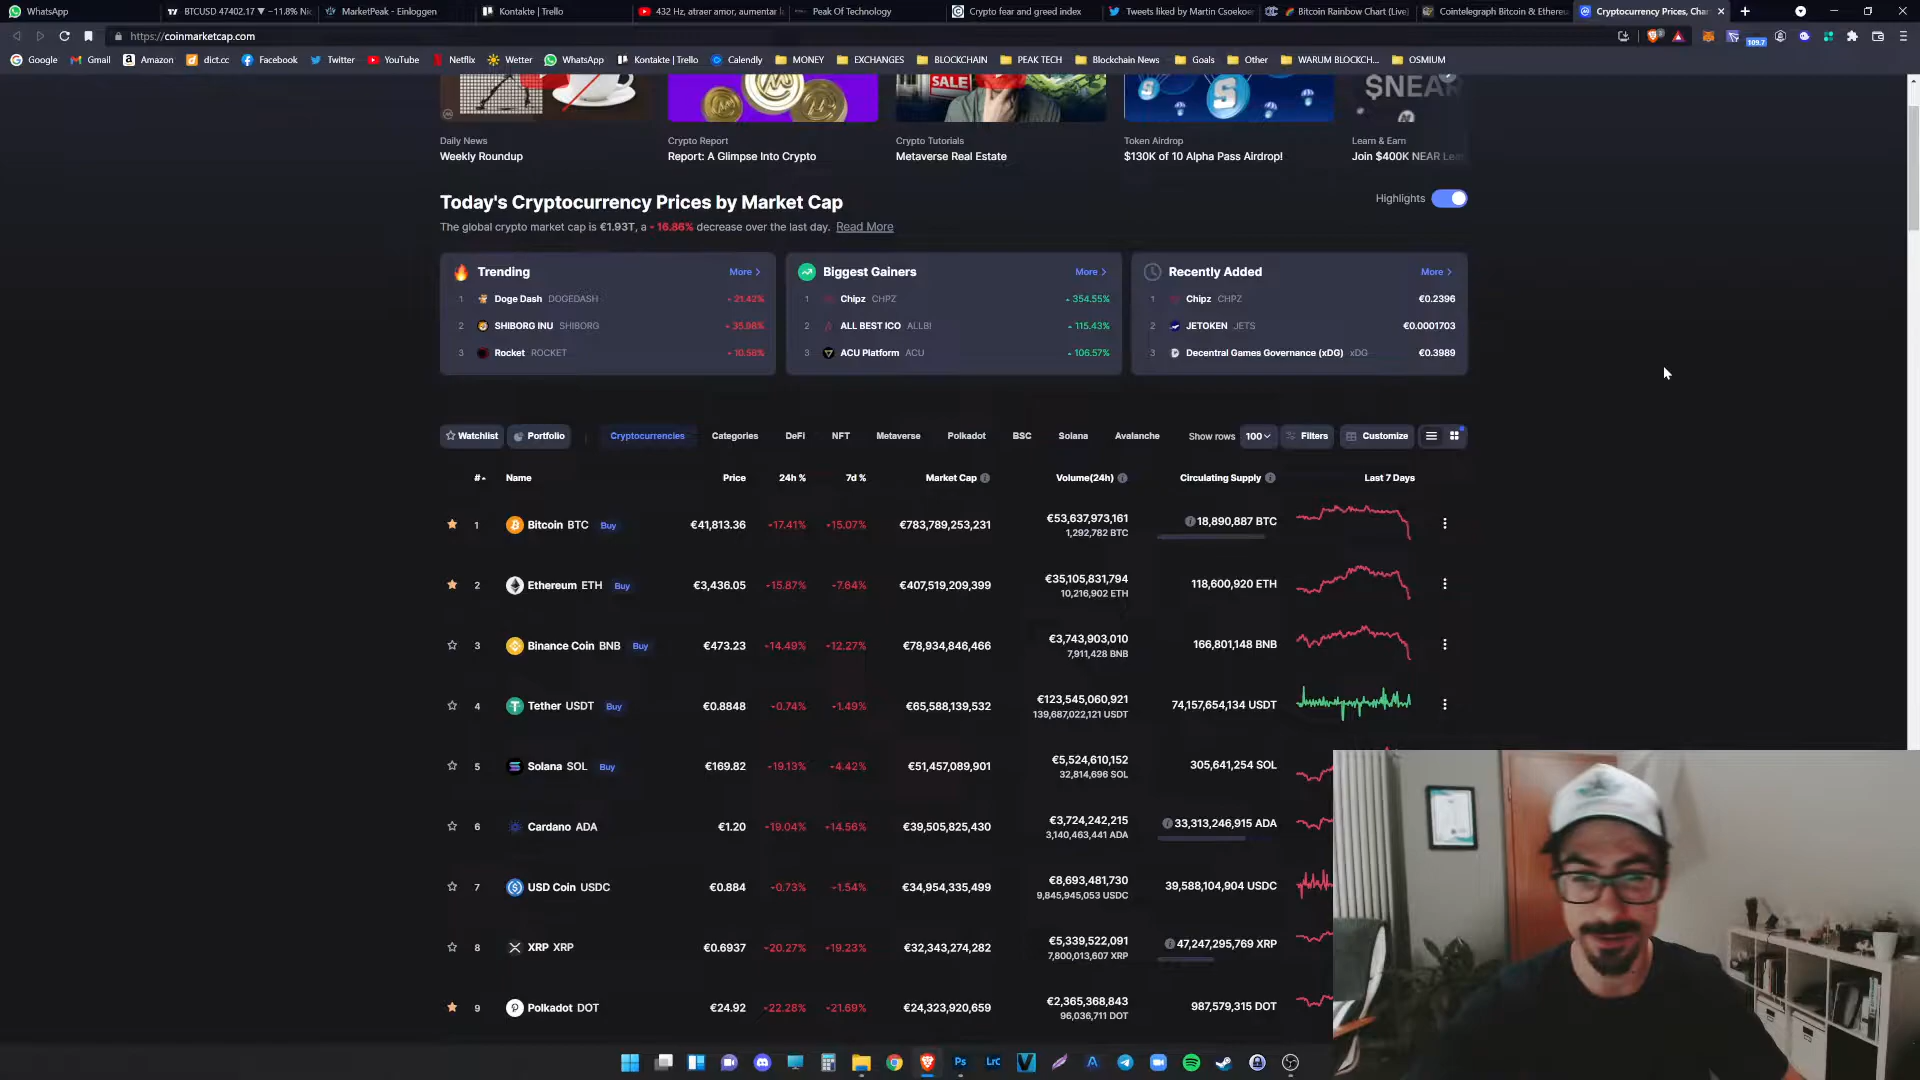 WhatsApp
BTCUSD 47402.17 ▼ −11.8% Nic
MarketPeak - Einloggen
Kontakte | Trello
432 Hz, atraer amor, aumentar l
Peak Of Technology
Crypto fear and greed index
Tweets liked by Martin Csoekoe
Bitcoin Rainbow Chart (Live)
Cointelegraph Bitcoin & Ethereu
Cryptocurrency Prices, Cha
https://coinmarketcap.com
109.7
Google
Gmail
Amazon
dict.cc
Facebook
Twitter
YouTube
Netflix
Wetter
WhatsApp
Kontakte | Trello
Calendly
MONEY
EXCHANGES
BLOCKCHAIN
PEAK TECH
Blockchain News
Goals
Other
WARUM BLOCKCH...
OSMIUM
SALE
$NEAR
Daily News
Weekly Roundup
Crypto Report
Report: A Glimpse Into Crypto
Crypto Tutorials
Metaverse Real Estate
Token Airdrop
$130K of 10 Alpha Pass Airdrop!
Learn & Earn
Join $400K NEAR Lea
Today's Cryptocurrency Prices by Market Cap
Highlights
The global crypto market cap is €1.93T, a - 16.86% decrease over the last day. Read More
Trending
More >
1 Doge Dash DOGEDASH 21.42%
2 SHIBORG INU SHIBORG 35.98%
3 Rocket ROCKET 10.58%
Biggest Gainers
More >
1 Chipz CHPZ 354.55%
2 ALL BEST ICO ALLBI 115.43%
3 ACU Platform ACU 106.57%
Recently Added
More >
1 Chipz CHPZ €0.2396
2 JETOKEN JETS €0.0001703
3 Decentral Games Governance (xDG) xDG €0.3989
Watchlist
Portfolio
Cryptocurrencies
Categories
DeFi
NFT
Metaverse
Polkadot
BSC
Solana
Avalanche
Show rows
100
Filters
Customize
# Name Price 24h % 7d % Market Cap Volume(24h) Circulating Supply Last 7 Days
1 Bitcoin BTC Buy €41,813.36 -17.41% -15.07% €783,789,253,231 €53,637,973,161 18,890,887 BTC
1,292,782 BTC
2 Ethereum ETH Buy €3,436.05 -15.87% -7.64% €407,519,209,399 €35,105,831,794 118,600,920 ETH
10,216,902 ETH
3 Binance Coin BNB Buy €473.23 -14.49% -12.27% €78,934,846,466 €3,743,903,010 166,801,148 BNB
7,911,428 BNB
4 Tether USDT Buy €0.8848 -0.74% -1.49% €65,588,139,532 €123,545,060,921 74,157,654,134 USDT
139,687,022,121 USDT
5 Solana SOL Buy €169.82 -19.13% -4.42% €51,457,089,901 €5,524,610,152 305,641,254 SOL
32,814,696 SOL
6 Cardano ADA €1.20 -19.04% -14.56% €39,505,825,430 €3,724,242,215 33,313,246,915 ADA
3,140,463,441 ADA
7 USD Coin USDC €0.884 -0.73% -1.54% €34,954,335,499 €8,693,481,730 39,588,104,904 USDC
9,845,945,053 USDC
8 XRP XRP €0.6937 -20.27% -19.23% €32,343,274,282 €5,339,522,091 47,247,295,769 XRP
7,800,013,607 XRP
9 Polkadot DOT €24.92 -22.28% -21.69% €24,323,920,659 €2,365,368,843 987,579,315 DOT
96,036,711 DOT
Ps
LrC